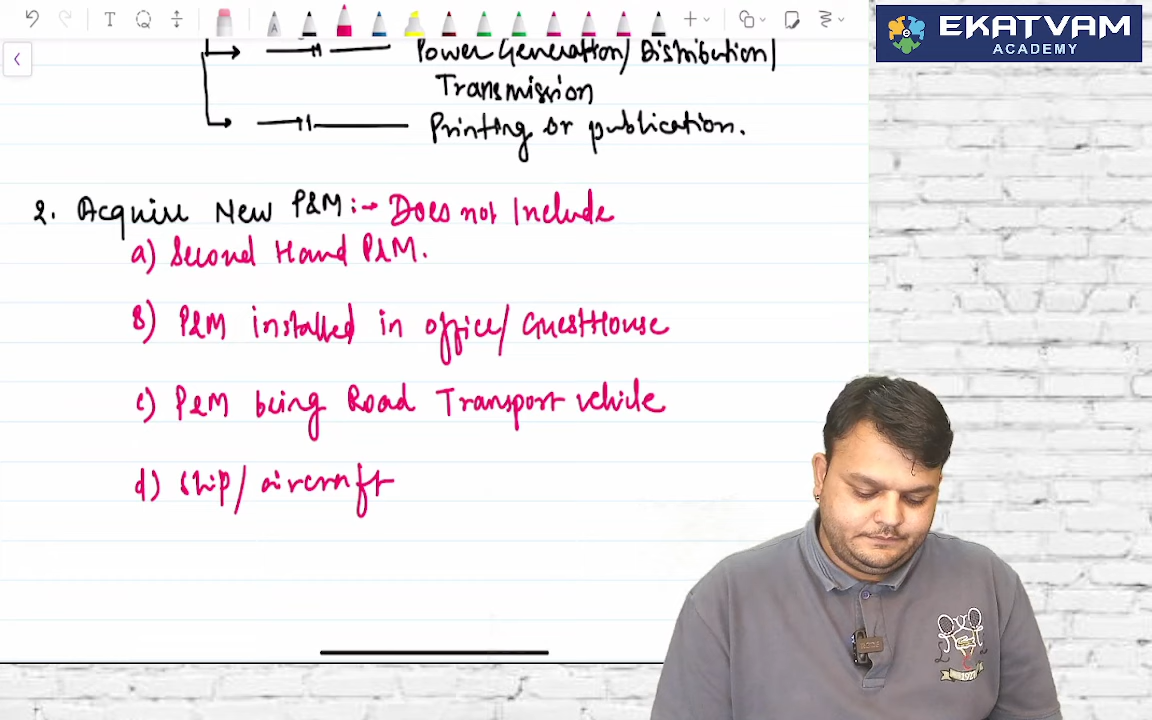 EKATVAM
ACADEMY
Power Generation/ Distribution/
Transmission
Printing or publication.
2. Acquire New P&M:→ Does not Include
a) Second Hand P&M.
B) P&M installed in office/ GuestHouse
c) P&M being Road Transport vehicle
d) Ship/ aircraft